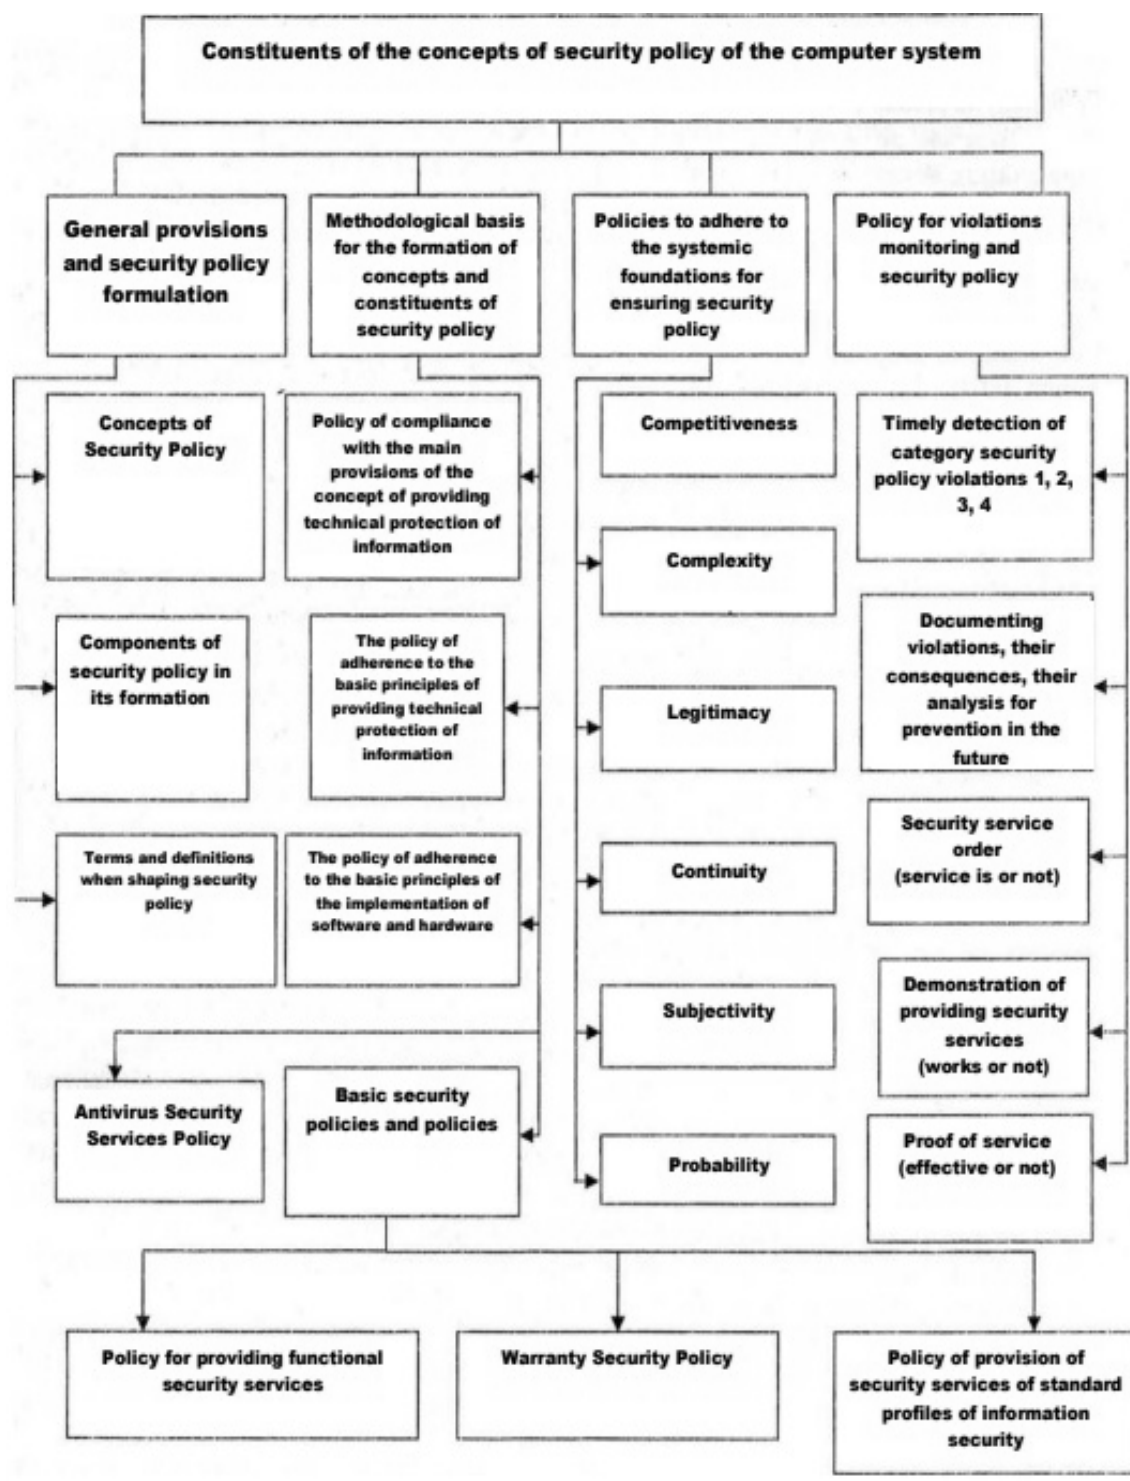 Constituents of the concepts of security policy of the computer system
General provisions
and security policy
formulation
Methodological basis
for the formation of
concepts and
constituents of
security policy
Policies to adhere to
the systemic
foundations for
ensuring security
policy
Policy for violations
monitoring and
security policy
Concepts of
Security Policy
Policy of compliance
with the main
provisions of the
concept of providing
technical protection of
information
Competitiveness
Timely detection of
category security
policy violations 1, 2,
3, 4
Complexity
Components of
security policy in
its formation
The policy of
adherence to the
basic principles of
providing technical
protection of
information
Legitimacy
Documenting
violations, their
consequences, their
analysis for
prevention in the
future
Terms and definitions
when shaping security
policy
The policy of adherence
to the basic principles of
the implementation of
software and hardware
Continuity
Security service
order
(service is or not)
Subjectivity
Demonstration of
providing security
services
(works or not)
Antivirus Security
Services Policy
Basic security
policies and policies
Probability
Proof of service
(effective or not)
Policy for providing functional
security services
Warranty Security Policy
Policy of provision of
security services of standard
profiles of information
security